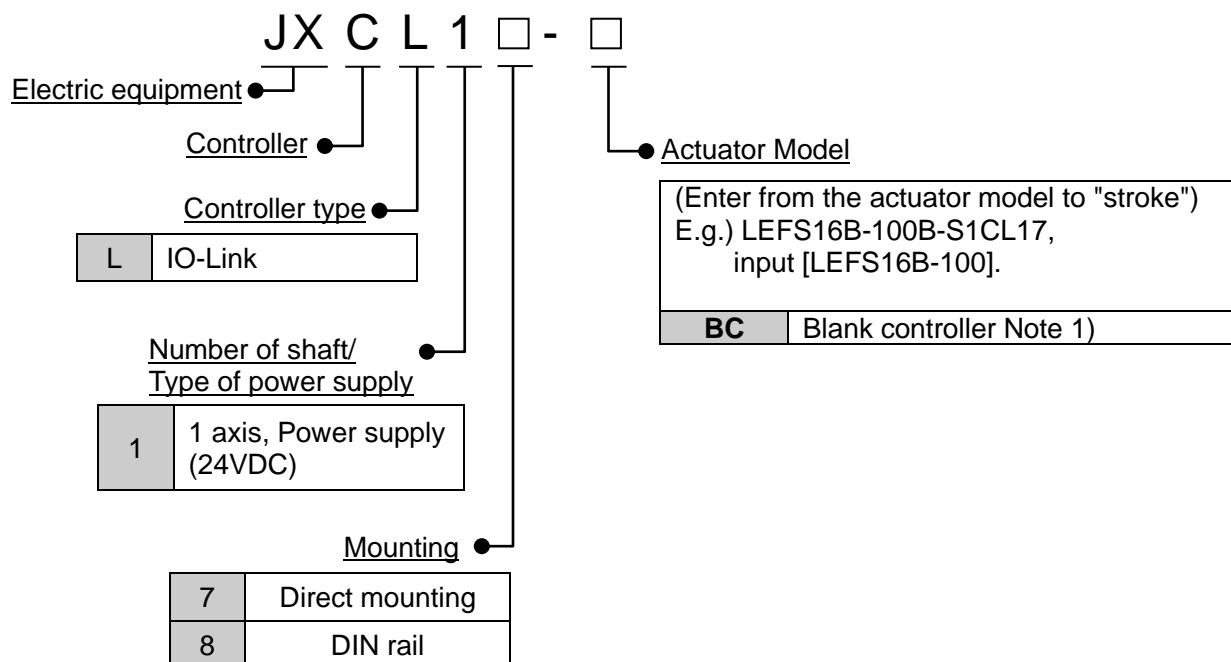 JX C L 1 □ - □
Electric equipment
Controller
Actuator Model
(Enter from the actuator model to "stroke")
E.g.) LEFS16B-100B-S1CL17,
input [LEFS16B-100].
BC Blank controller Note 1)
Controller type
L IO-Link
Number of shaft/
Type of power supply
1 1 axis, Power supply
(24VDC)
Mounting
7 Direct mounting
8 DIN rail